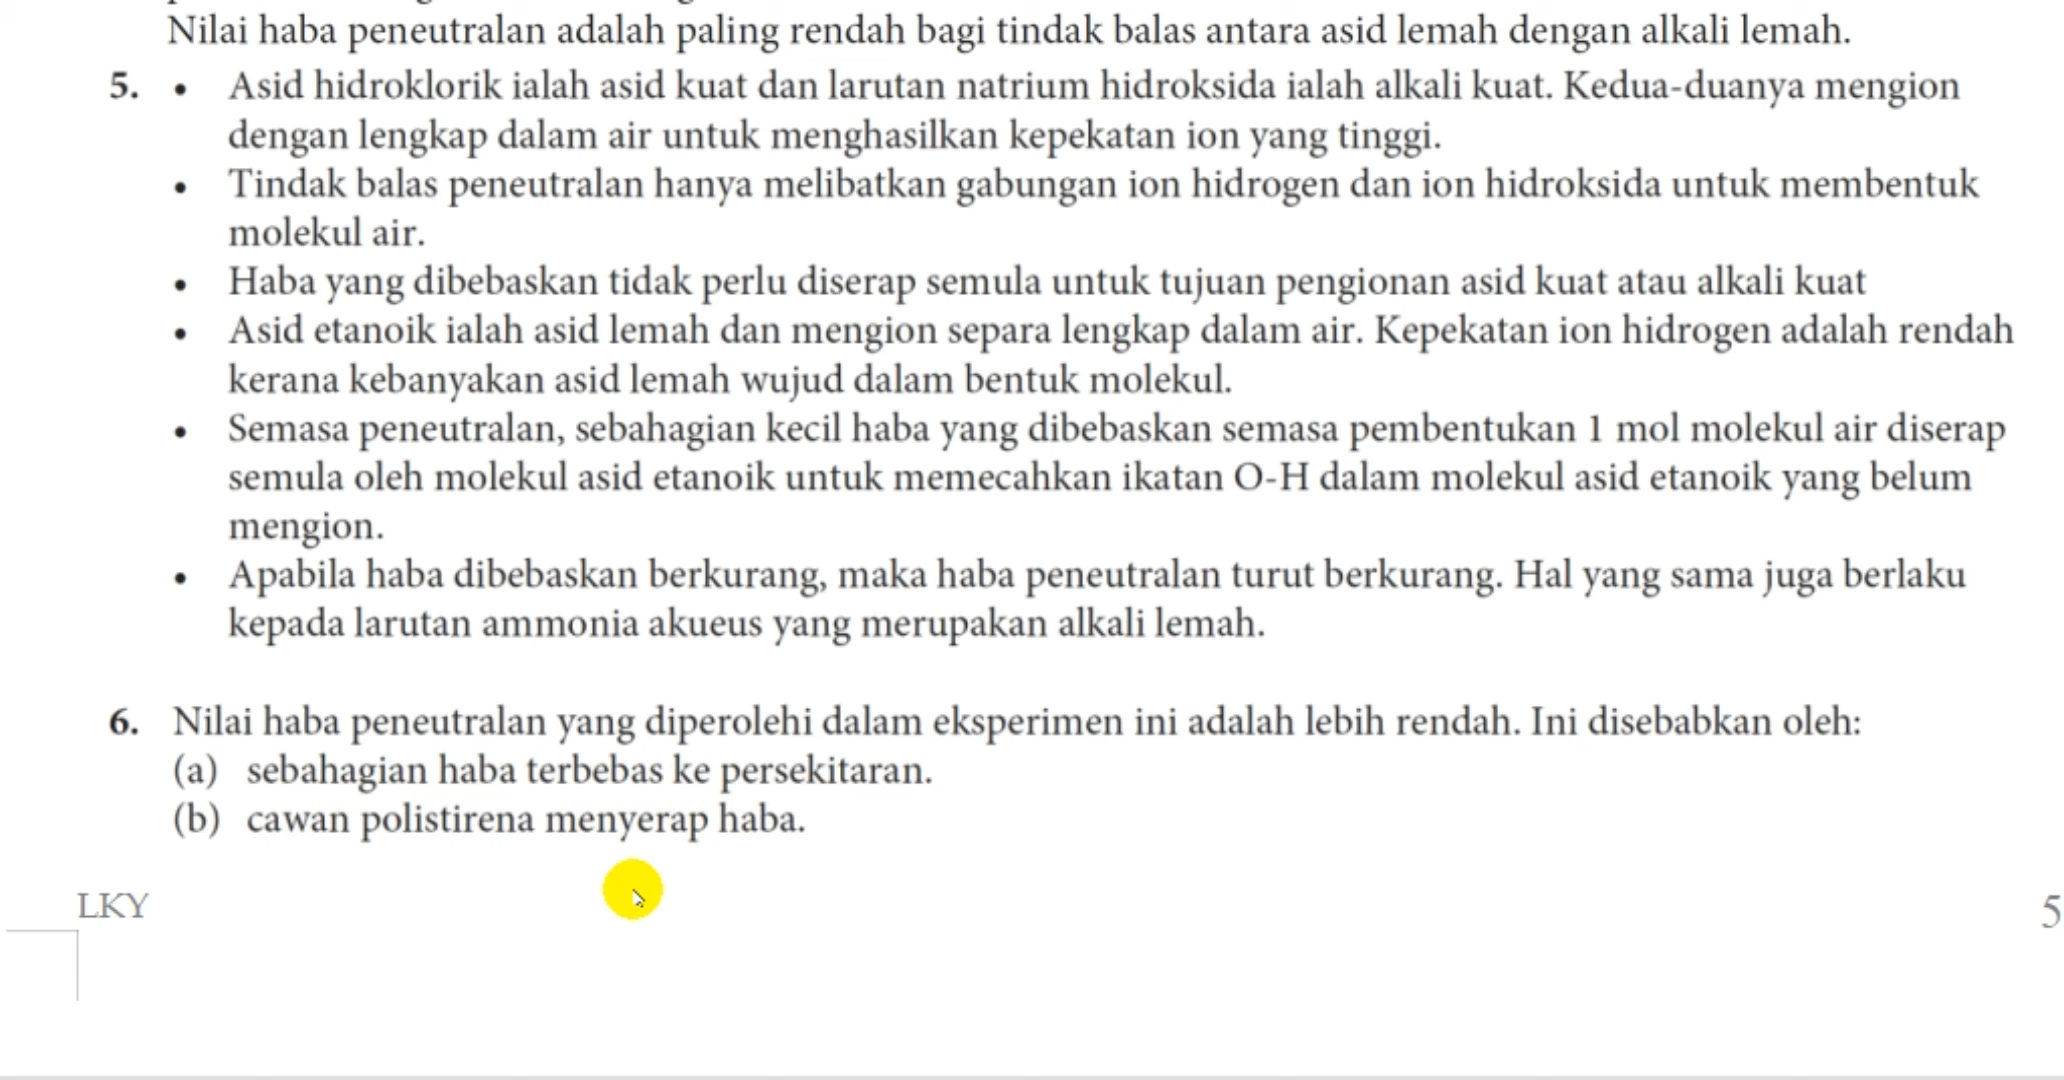 Nilai haba peneutralan adalah paling rendah bagi tindak balas antara asid lemah dengan alkali lemah.
5. • Asid hidroklorik ialah asid kuat dan larutan natrium hidroksida ialah alkali kuat. Kedua-duanya mengion
dengan lengkap dalam air untuk menghasilkan kepekatan ion yang tinggi.
• Tindak balas peneutralan hanya melibatkan gabungan ion hidrogen dan ion hidroksida untuk membentuk
molekul air.
• Haba yang dibebaskan tidak perlu diserap semula untuk tujuan pengionan asid kuat atau alkali kuat
• Asid etanoik ialah asid lemah dan mengion separa lengkap dalam air. Kepekatan ion hidrogen adalah rendah
kerana kebanyakan asid lemah wujud dalam bentuk molekul.
• Semasa peneutralan, sebahagian kecil haba yang dibebaskan semasa pembentukan 1 mol molekul air diserap
semula oleh molekul asid etanoik untuk memecahkan ikatan O-H dalam molekul asid etanoik yang belum
mengion.
• Apabila haba dibebaskan berkurang, maka haba peneutralan turut berkurang. Hal yang sama juga berlaku
kepada larutan ammonia akueus yang merupakan alkali lemah.
6. Nilai haba peneutralan yang diperolehi dalam eksperimen ini adalah lebih rendah. Ini disebabkan oleh:
(a) sebahagian haba terbebas ke persekitaran.
(b) cawan polistirena menyerap haba.
LKY
5